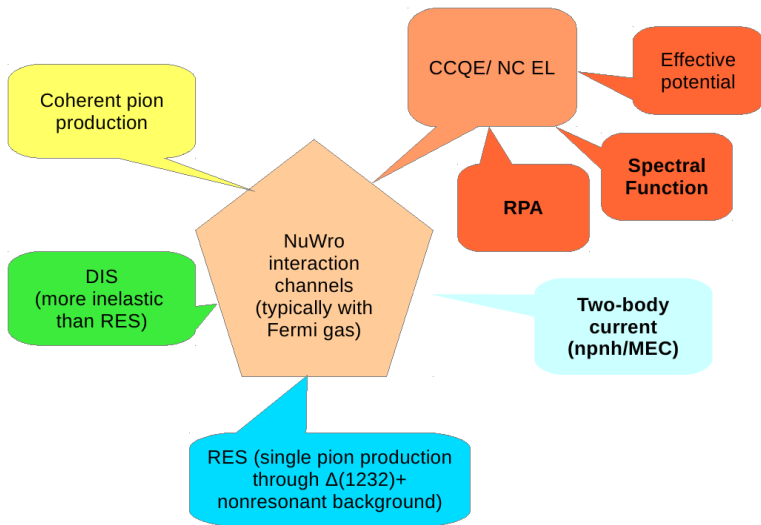 CCQE/ NC EL
Effective
potential
Coherent pion
production
Spectral
Function
RPA
NuWro
interaction
channels
(typically with
Fermi gas)
DIS
(more inelastic
than RES)
Two-body
current
(npnh/MEC)
RES (single pion production
through Δ(1232)+
nonresonant background)